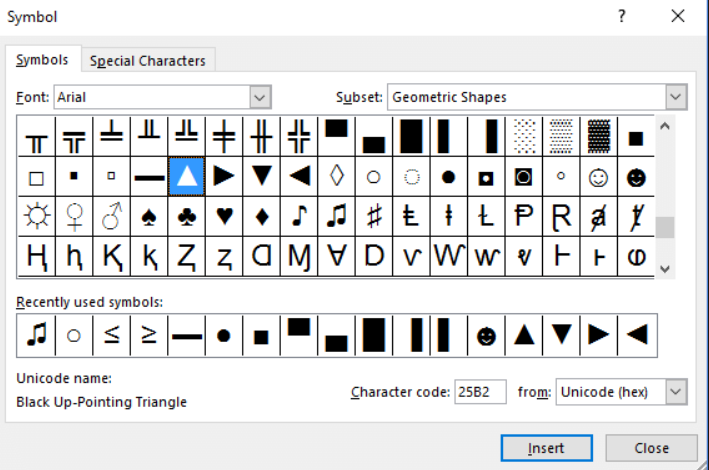 Symbol ? ×
Symbols Special Characters
Font: Arial Subset: Geometric Shapes
╥ ╦ ╧ ╨ ╩ ╪ ╫ ╬ ▀ ▄ █ ▌ ▐ ░ ▒ ▓ ■
□ ▪ ▫ ▬ ▲ ► ▼ ◄ ◊ ○ ◌ ● ◘ ◙ ◦ ☺ ☻
☼ ♀ ♂ ♠ ♣ ♥ ♦ ♪ ♫ ♯ Ⱡ ⱡ Ɫ Ᵽ Ɽ ⱥ ⱦ
Ⱨ ⱨ Ⱪ ⱪ Ⱬ ⱬ Ɑ Ɱ Ɐ Ɒ ⱱ Ⱳ ⱳ ⱴ Ⱶ ⱶ ⱷ
Recently used symbols:
♫ ○ ≤ ≥ ▬ ● ■ ▀ ▄ █ ▐ ▌ ☻ ▲ ▼ ► ◄
Unicode name:
Black Up-Pointing Triangle
Character code: 25B2 from: Unicode (hex)
Insert Close